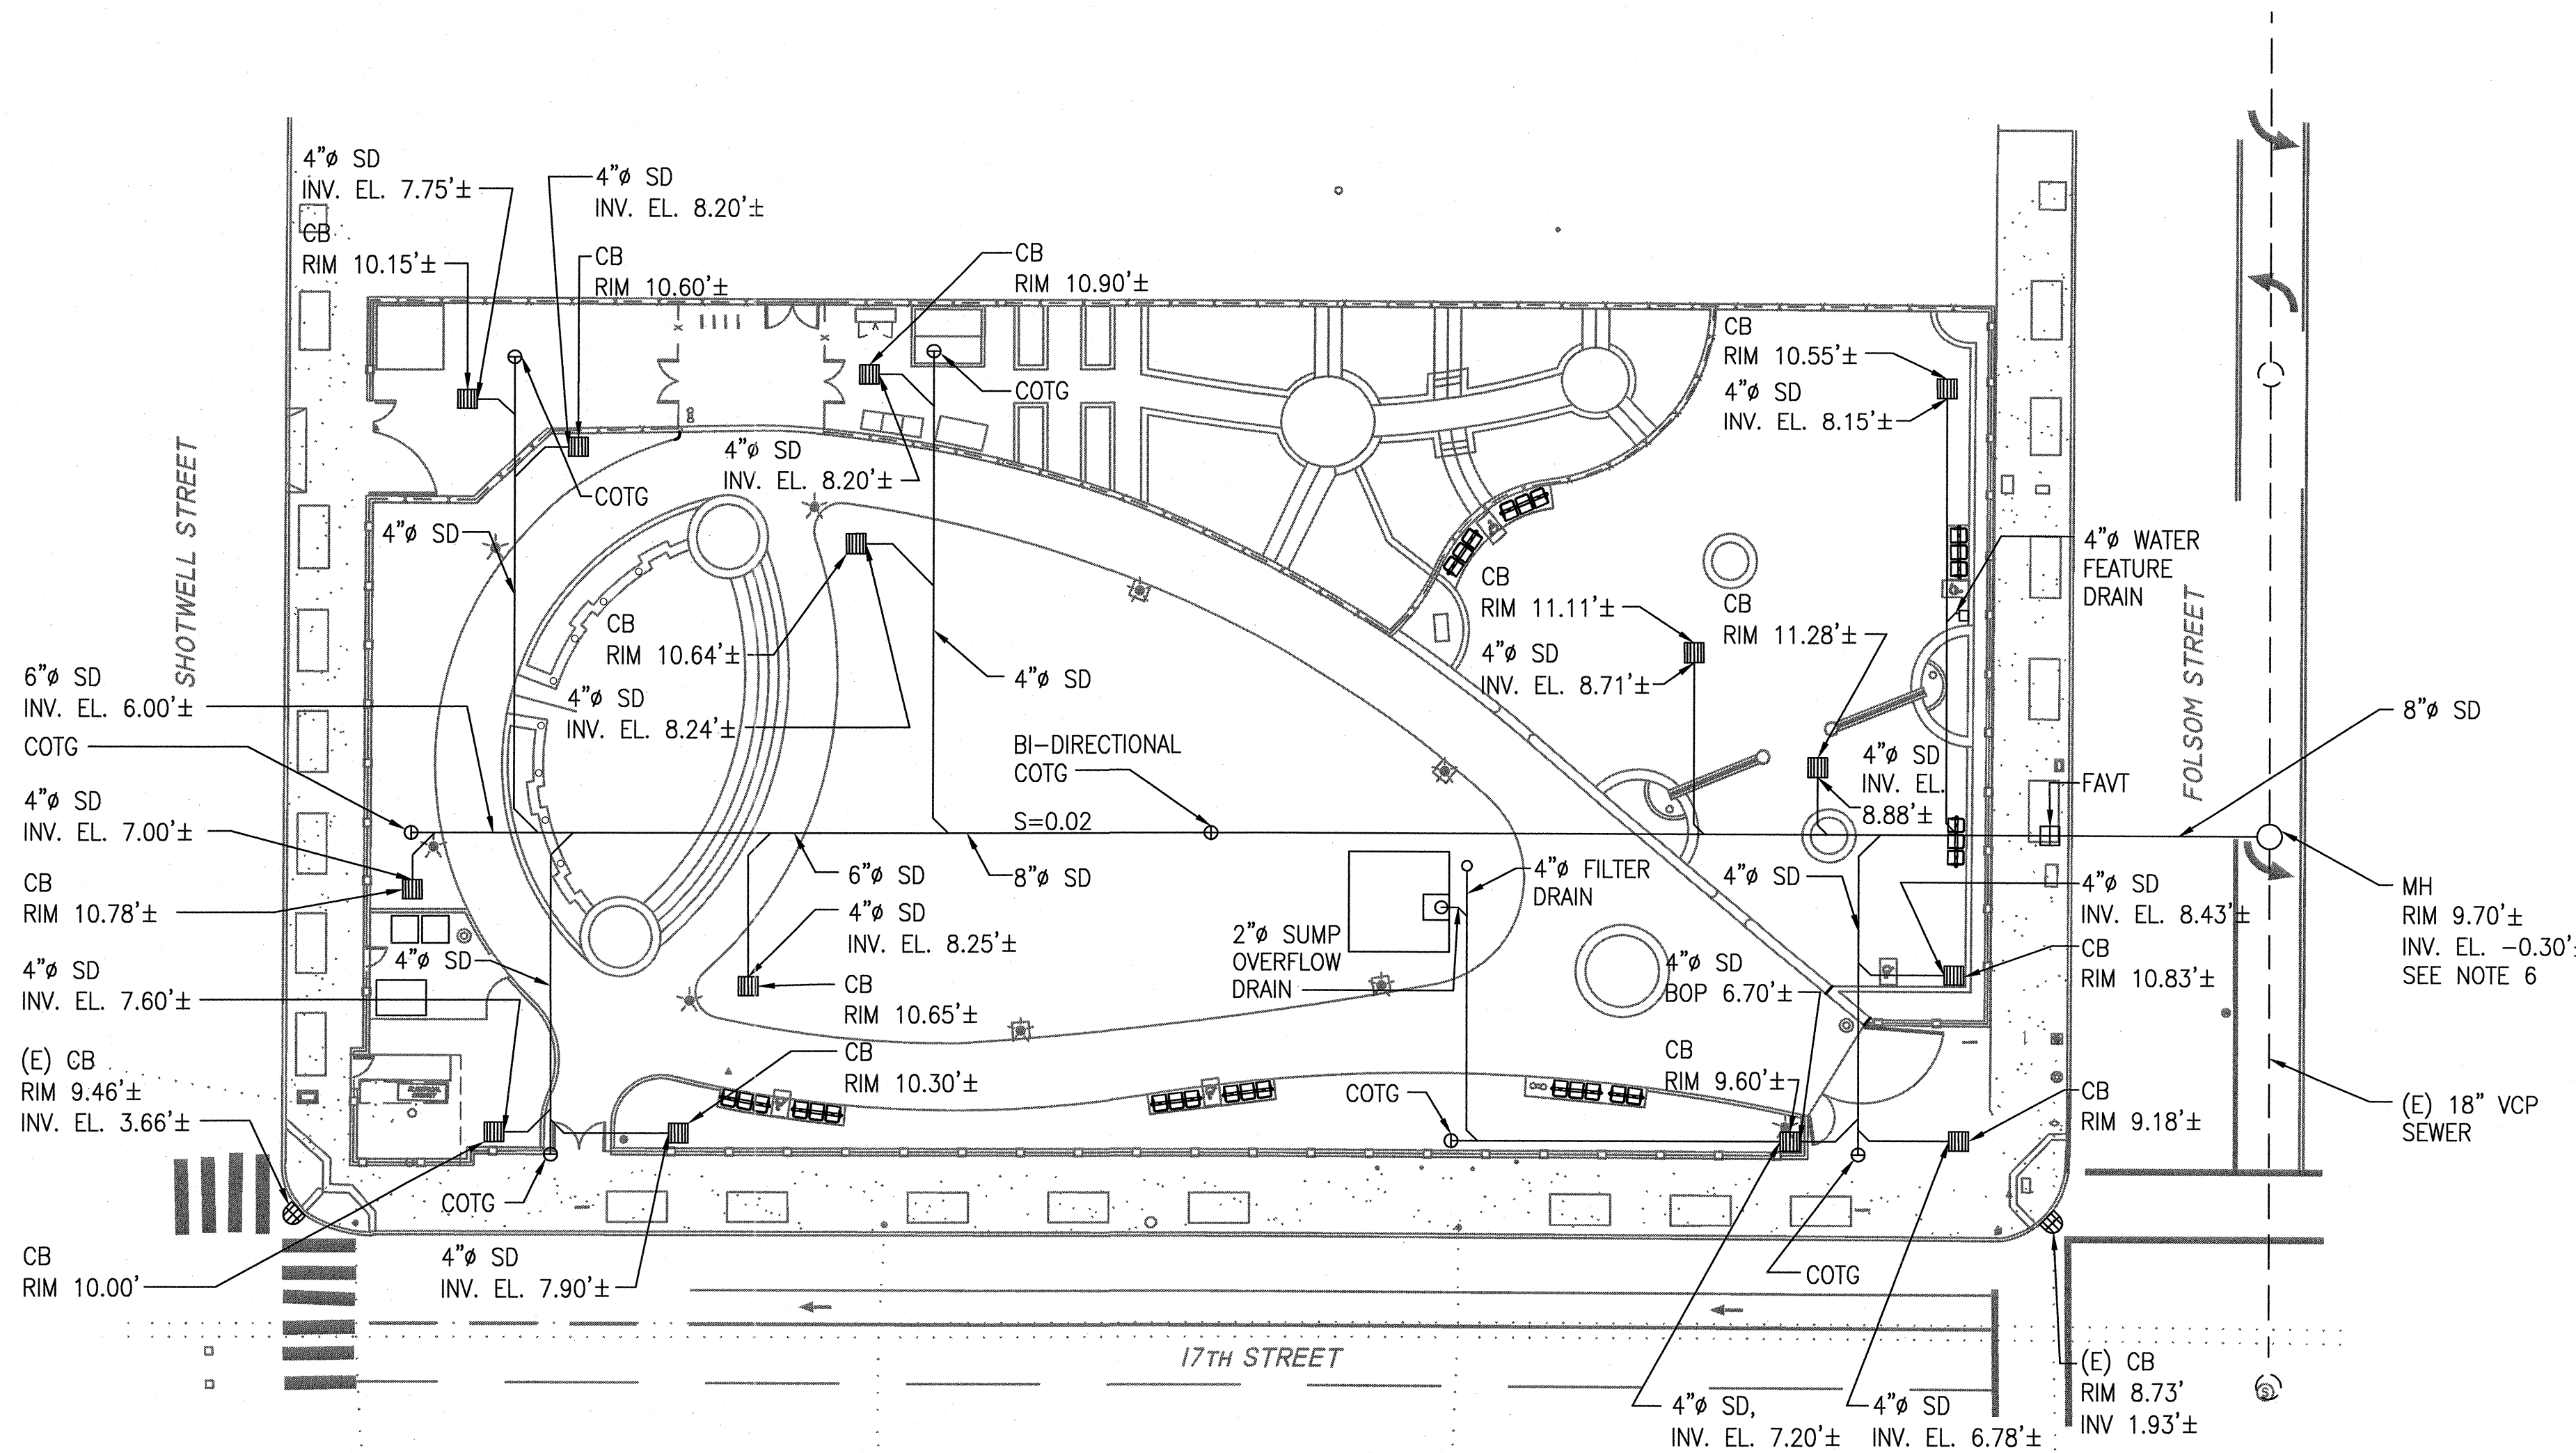 4"ø SD
INV. EL. 7.75'±
CB
RIM 10.15'±
4"ø SD
INV. EL. 8.20'±
CB
RIM 10.60'±
CB
RIM 10.90'±
COTG
4"ø SD
INV. EL. 8.20'±
COTG
4"ø SD
CB
RIM 10.55'±
4"ø SD
INV. EL. 8.15'±
4"ø WATER
FEATURE
DRAIN
SHOTWELL STREET
FOLSOM STREET
CB
RIM 10.64'±
4"ø SD
INV. EL. 8.24'±
4"ø SD
CB
RIM 11.11'±
4"ø SD
INV. EL. 8.71'±
CB
RIM 11.28'±
4"ø SD
INV. EL.
8.88'±
6"ø SD
INV. EL. 6.00'±
COTG
4"ø SD
INV. EL. 7.00'±
CB
RIM 10.78'±
4"ø SD
INV. EL. 7.60'±
(E) CB
RIM 9.46'±
INV. EL. 3.66'±
CB
RIM 10.00'
BI-DIRECTIONAL
COTG
S=0.02
6"ø SD
8"ø SD
4"ø SD
INV. EL. 8.25'±
CB
RIM 10.65'±
4"ø SD
CB
RIM 10.30'±
COTG
4"ø SD
INV. EL. 7.90'±
4"ø FILTER
DRAIN
2"ø SUMP
OVERFLOW
DRAIN
COTG
4"ø SD
4"ø SD
BOP 6.70'±
CB
RIM 9.60'±
FAVT
8"ø SD
4"ø SD
INV. EL. 8.43'±
CB
RIM 10.83'±
MH
RIM 9.70'±
INV. EL. -0.30'±
SEE NOTE 6
CB
RIM 9.18'±
(E) 18" VCP
SEWER
COTG
17TH STREET
4"ø SD,
INV. EL. 7.20'±
4"ø SD
INV. EL. 6.78'±
(E) CB
RIM 8.73'
INV 1.93'±
S